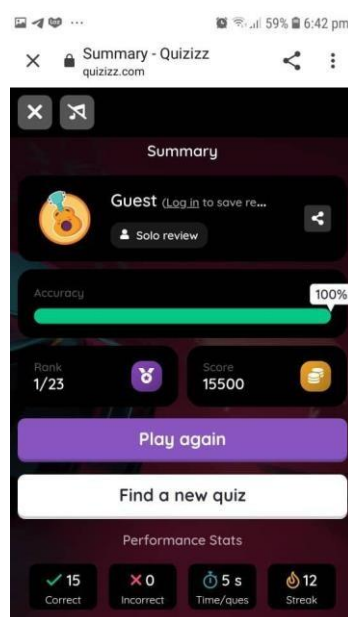 59% 6:42 pm
Summary - Quizizz
quizizz.com
Summary
Guest (Log in to save re...
Solo review
Accuracy
100%
Rank
1/23
Score
15500
Play again
Find a new quiz
Performance Stats
15
Correct
0
Incorrect
5 s
Time/ques
12
Streak